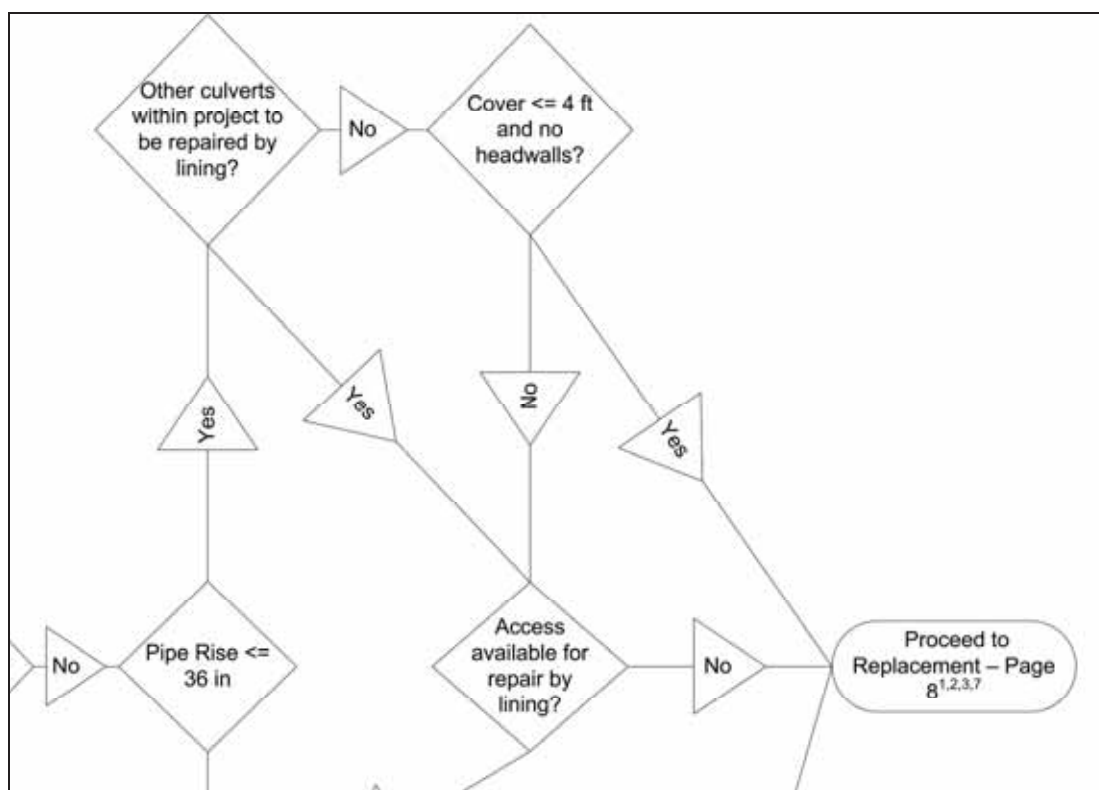 Other culverts
within project to
be repaired by
lining?
No
Cover <= 4 ft
and no
headwalls?
Yes
Yes
No
Yes
No
Pipe Rise <=
36 in
Access
available for
repair by
lining?
No
Proceed to
Replacement – Page
8¹,²,³,⁷